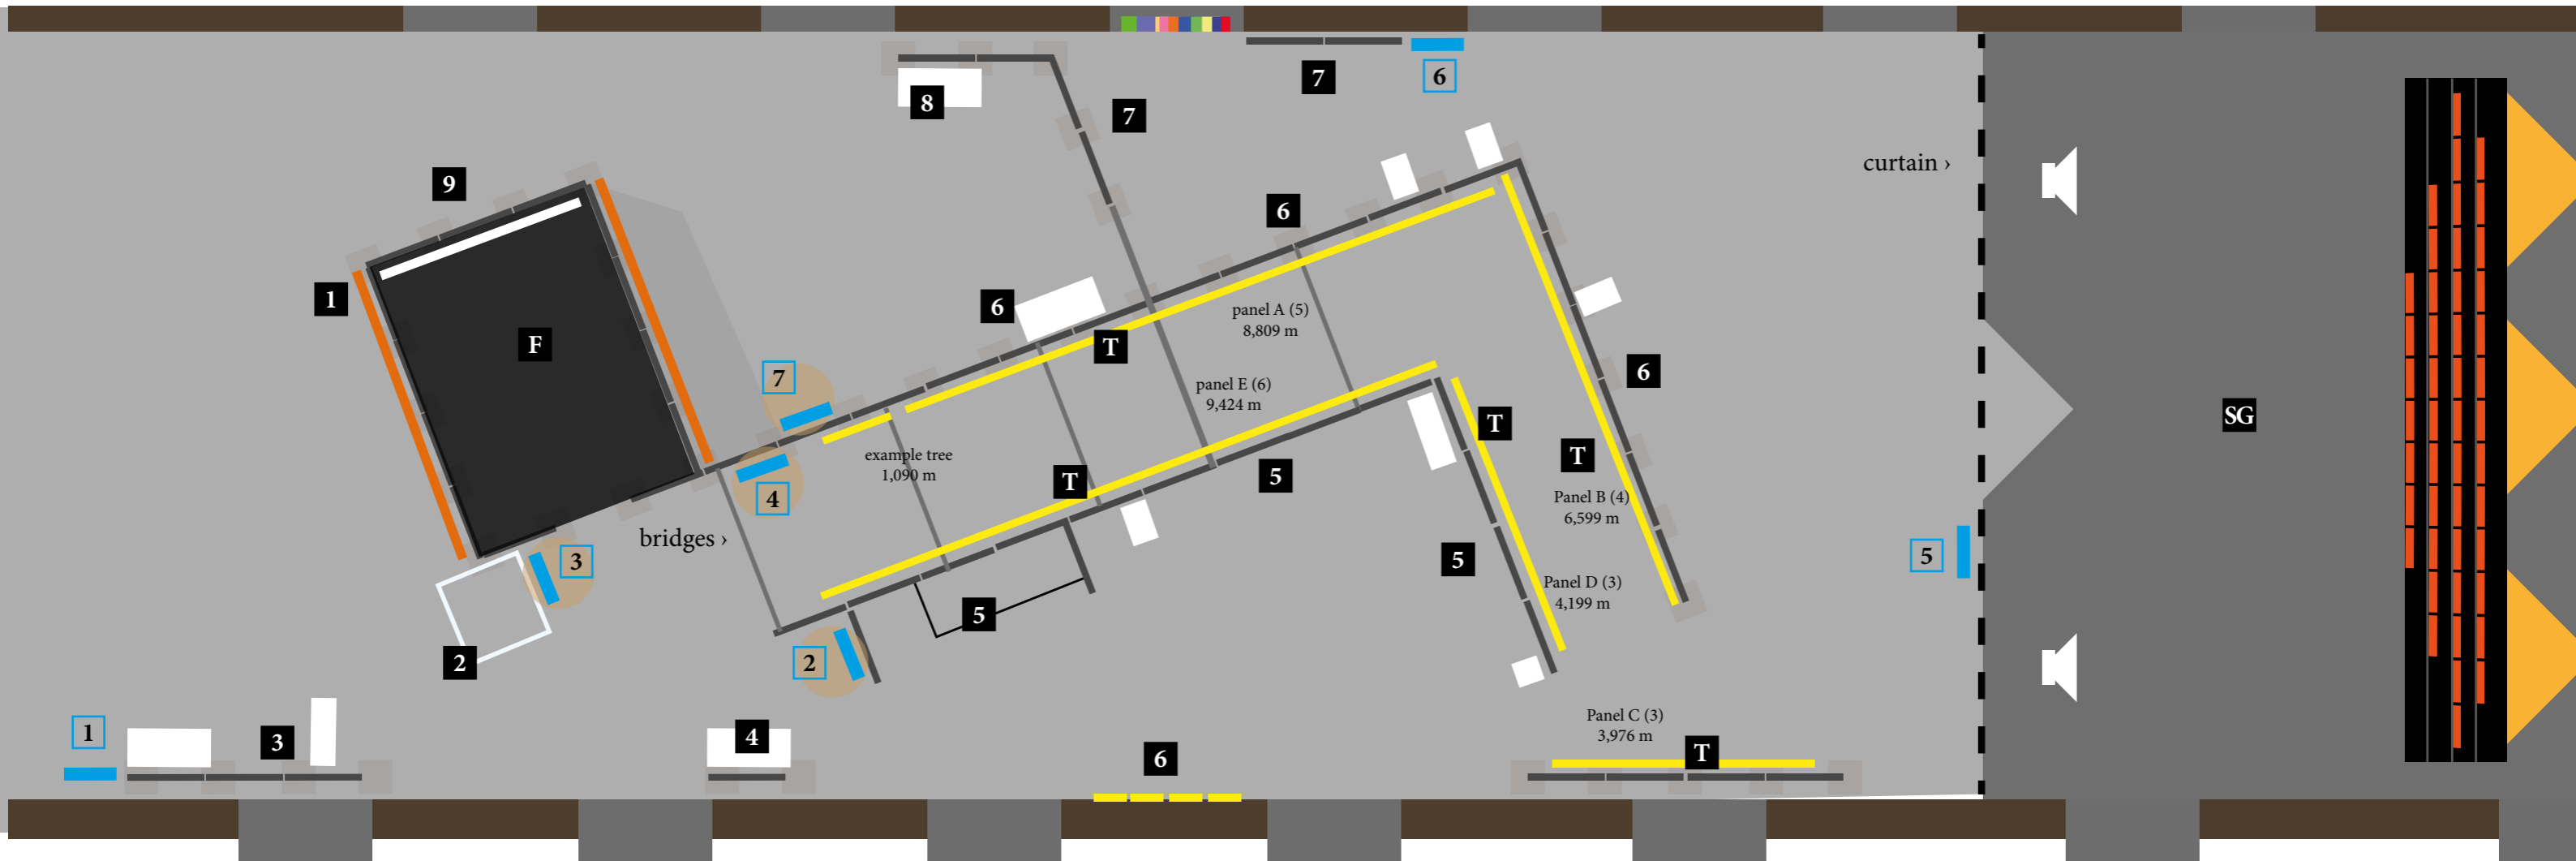 7
6
8
7
curtain ›
9
6
1
6
panel A (5)
8,809 m
F
T
6
7
panel E (6)
9,424 m
SG
T
example tree
1,090 m
T
5
T
4
Panel B (4)
6,599 m
bridges ›
3
5
5
Panel D (3)
4,199 m
5
2
2
1
3
4
Panel C (3)
3,976 m
6
T